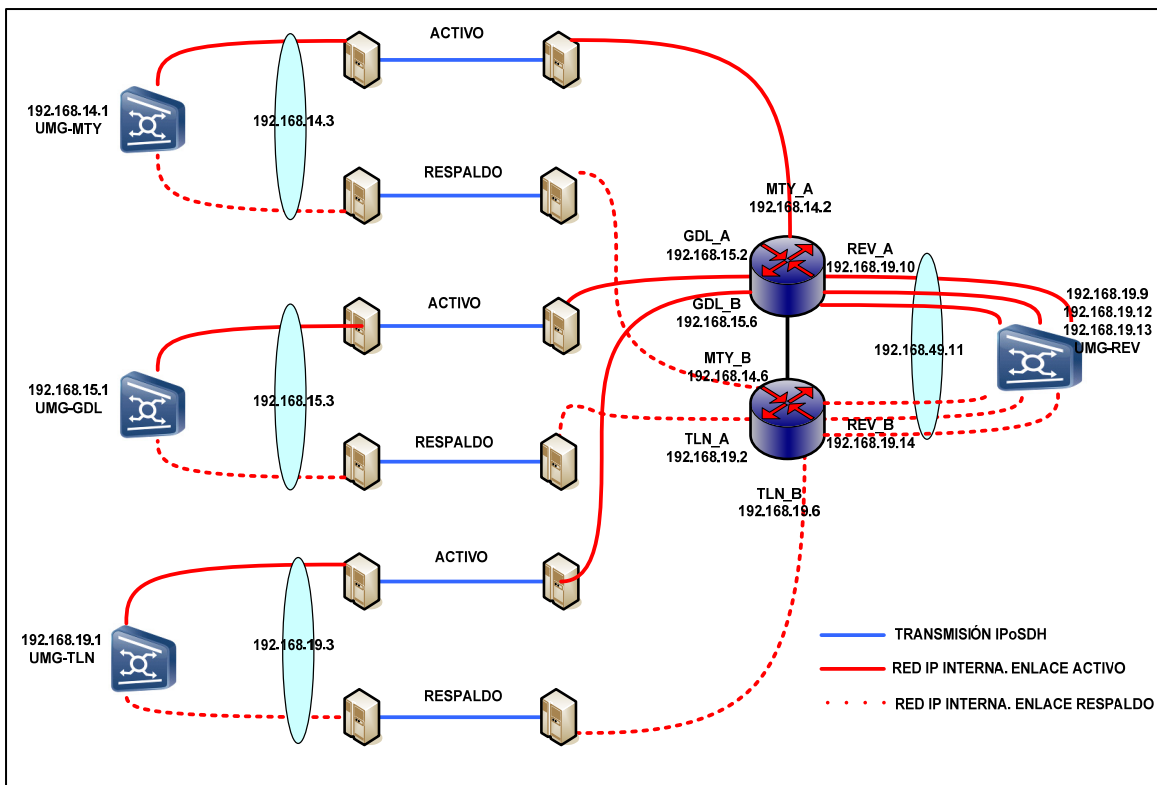 ACTIVO
192.168.14.1
UMG-MTY
192.168.14.3
RESPALDO
MTY_A
192.168.14.2
GDL_A
192.168.15.2
REV_A
192.168.19.10
ACTIVO
GDL_B
192.168.15.6
192.168.19.9
192.168.19.12
192.168.19.13
UMG-REV
192.168.49.11
192.168.15.1
UMG-GDL
192.168.15.3
MTY_B
192.168.14.6
RESPALDO
TLN_A
192.168.19.2
REV_B
192.168.19.14
TLN_B
192.168.19.6
ACTIVO
192.168.19.1
UMG-TLN
192.168.19.3
RESPALDO
TRANSMISIÓN IPoSDH
RED IP INTERNA. ENLACE ACTIVO
RED IP INTERNA. ENLACE RESPALDO